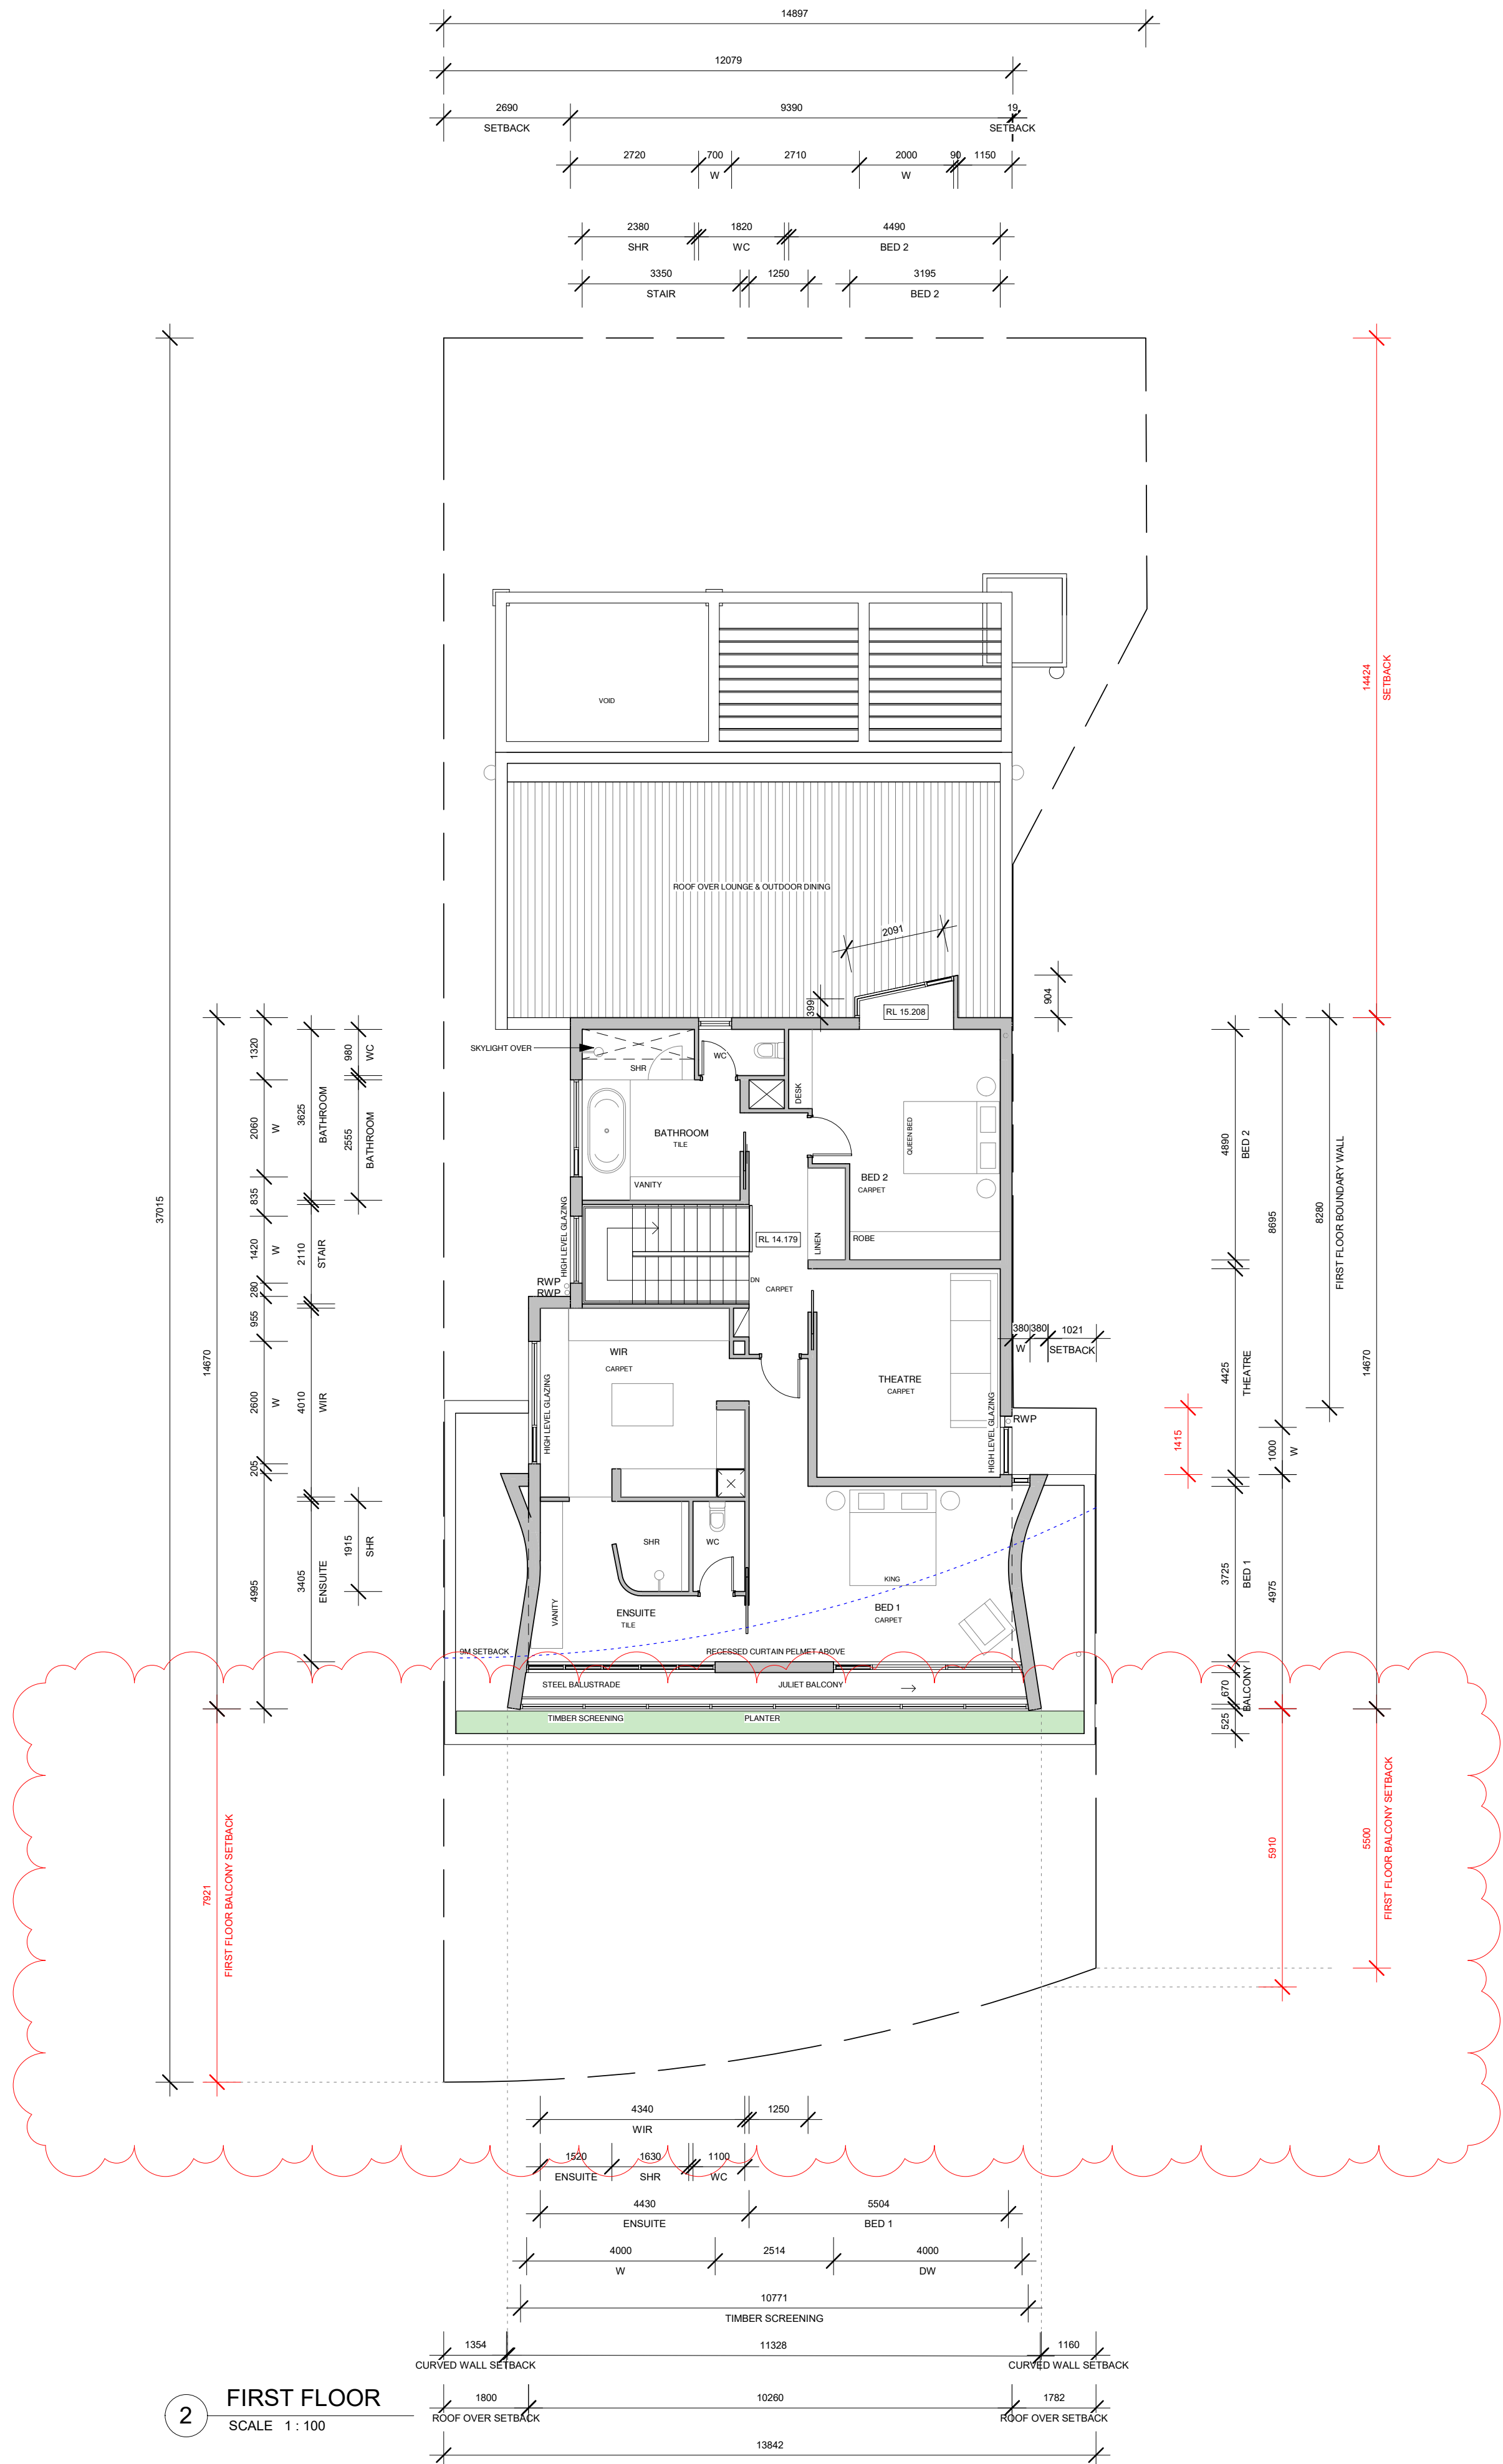 14897
12079
2690
9390
19
SETBACK
SETBACK
2720
700
2710
2000
90
1150
W
W
2380
1820
4490
SHR
WC
BED 2
3350
1250
3195
STAIR
BED 2
37015
14424
SETBACK
VOID
ROOF OVER LOUNGE & OUTDOOR DINING
2091
399
904
RL 15.208
SKYLIGHT OVER
SHR
WC
DESK
QUEEN BED
BATHROOM
TILE
VANITY
BED 2
CARPET
HIGH LEVEL GLAZING
RL 14.179
LINEN
ROBE
DN
CARPET
RWP
RWP
WIR
CARPET
HIGH LEVEL GLAZING
THEATRE
CARPET
HIGH LEVEL GLAZING
RWP
380
380
1021
W
SETBACK
SHR
WC
KING
VANITY
ENSUITE
TILE
BED 1
CARPET
9M SETBACK
RECESSED CURTAIN PELMET ABOVE
STEEL BALUSTRADE
JULIET BALCONY
TIMBER SCREENING
PLANTER
14670
1320
2060
W
835
1420
W
280
955
2600
W
205
4995
3625
BATHROOM
2110
STAIR
4010
WIR
3405
ENSUITE
980
WC
2555
BATHROOM
1915
SHR
7921
FIRST FLOOR BALCONY SETBACK
1415
4890
BED 2
4425
THEATRE
3725
BED 1
670
BALCONY
525
8695
1000
W
4975
5910
8280
FIRST FLOOR BOUNDARY WALL
14670
5500
FIRST FLOOR BALCONY SETBACK
4340
1250
WIR
1520
1630
1100
ENSUITE
SHR
WC
4430
5504
ENSUITE
BED 1
4000
2514
4000
W
DW
10771
TIMBER SCREENING
1354
11328
1160
CURVED WALL SETBACK
CURVED WALL SETBACK
1800
10260
1782
ROOF OVER SETBACK
ROOF OVER SETBACK
13842
2
FIRST FLOOR
SCALE 1 : 100